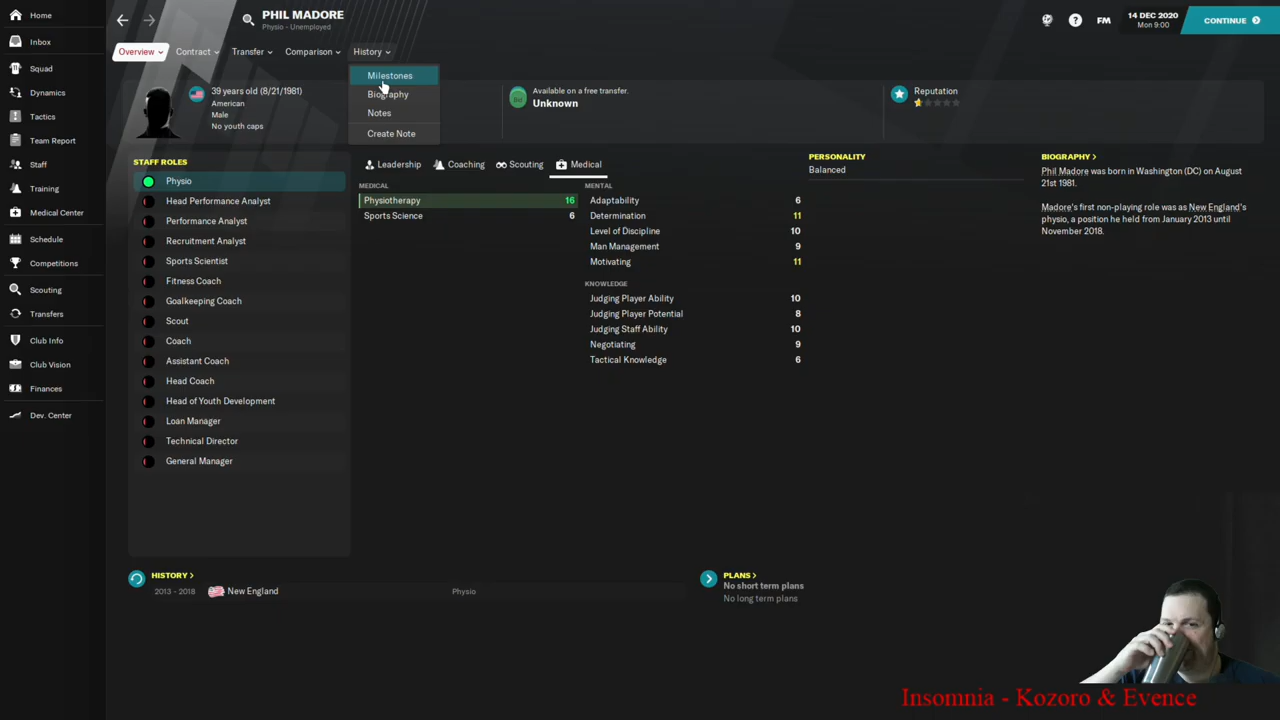 Home
Inbox
Squad
Dynamics
Tactics
Team Report
Staff
Training
Medical Center
Schedule
Competitions
Scouting
Transfers
Club Info
Club Vision
Finances
Dev. Center
PHIL MADORE
Physio - Unemployed
14 DEC 2020
Mon 9:00
FM
CONTINUE
Overview
Contract
Transfer
Comparison
History
Milestones
Biography
Notes
Create Note
39 years old (8/21/1981)
American
Male
No youth caps
Available on a free transfer.
Unknown
Reputation
STAFF ROLES
Physio
Head Performance Analyst
Performance Analyst
Recruitment Analyst
Sports Scientist
Fitness Coach
Goalkeeping Coach
Scout
Coach
Assistant Coach
Head Coach
Head of Youth Development
Loan Manager
Technical Director
General Manager
Leadership
Coaching
Scouting
Medical
MEDICAL
Physiotherapy 16
Sports Science 6
MENTAL
Adaptability 6
Determination 11
Level of Discipline 10
Man Management 9
Motivating 11
KNOWLEDGE
Judging Player Ability 10
Judging Player Potential 8
Judging Staff Ability 10
Negotiating 9
Tactical Knowledge 6
PERSONALITY
Balanced
BIOGRAPHY >
Phil Madore was born in Washington (DC) on August
21st 1981.
Madore's first non-playing role was as New England's
physio, a position he held from January 2013 until
November 2018.
HISTORY >
2013 - 2018 New England Physio
PLANS >
No short term plans
No long term plans
Insomnia - Kozoro & Evence